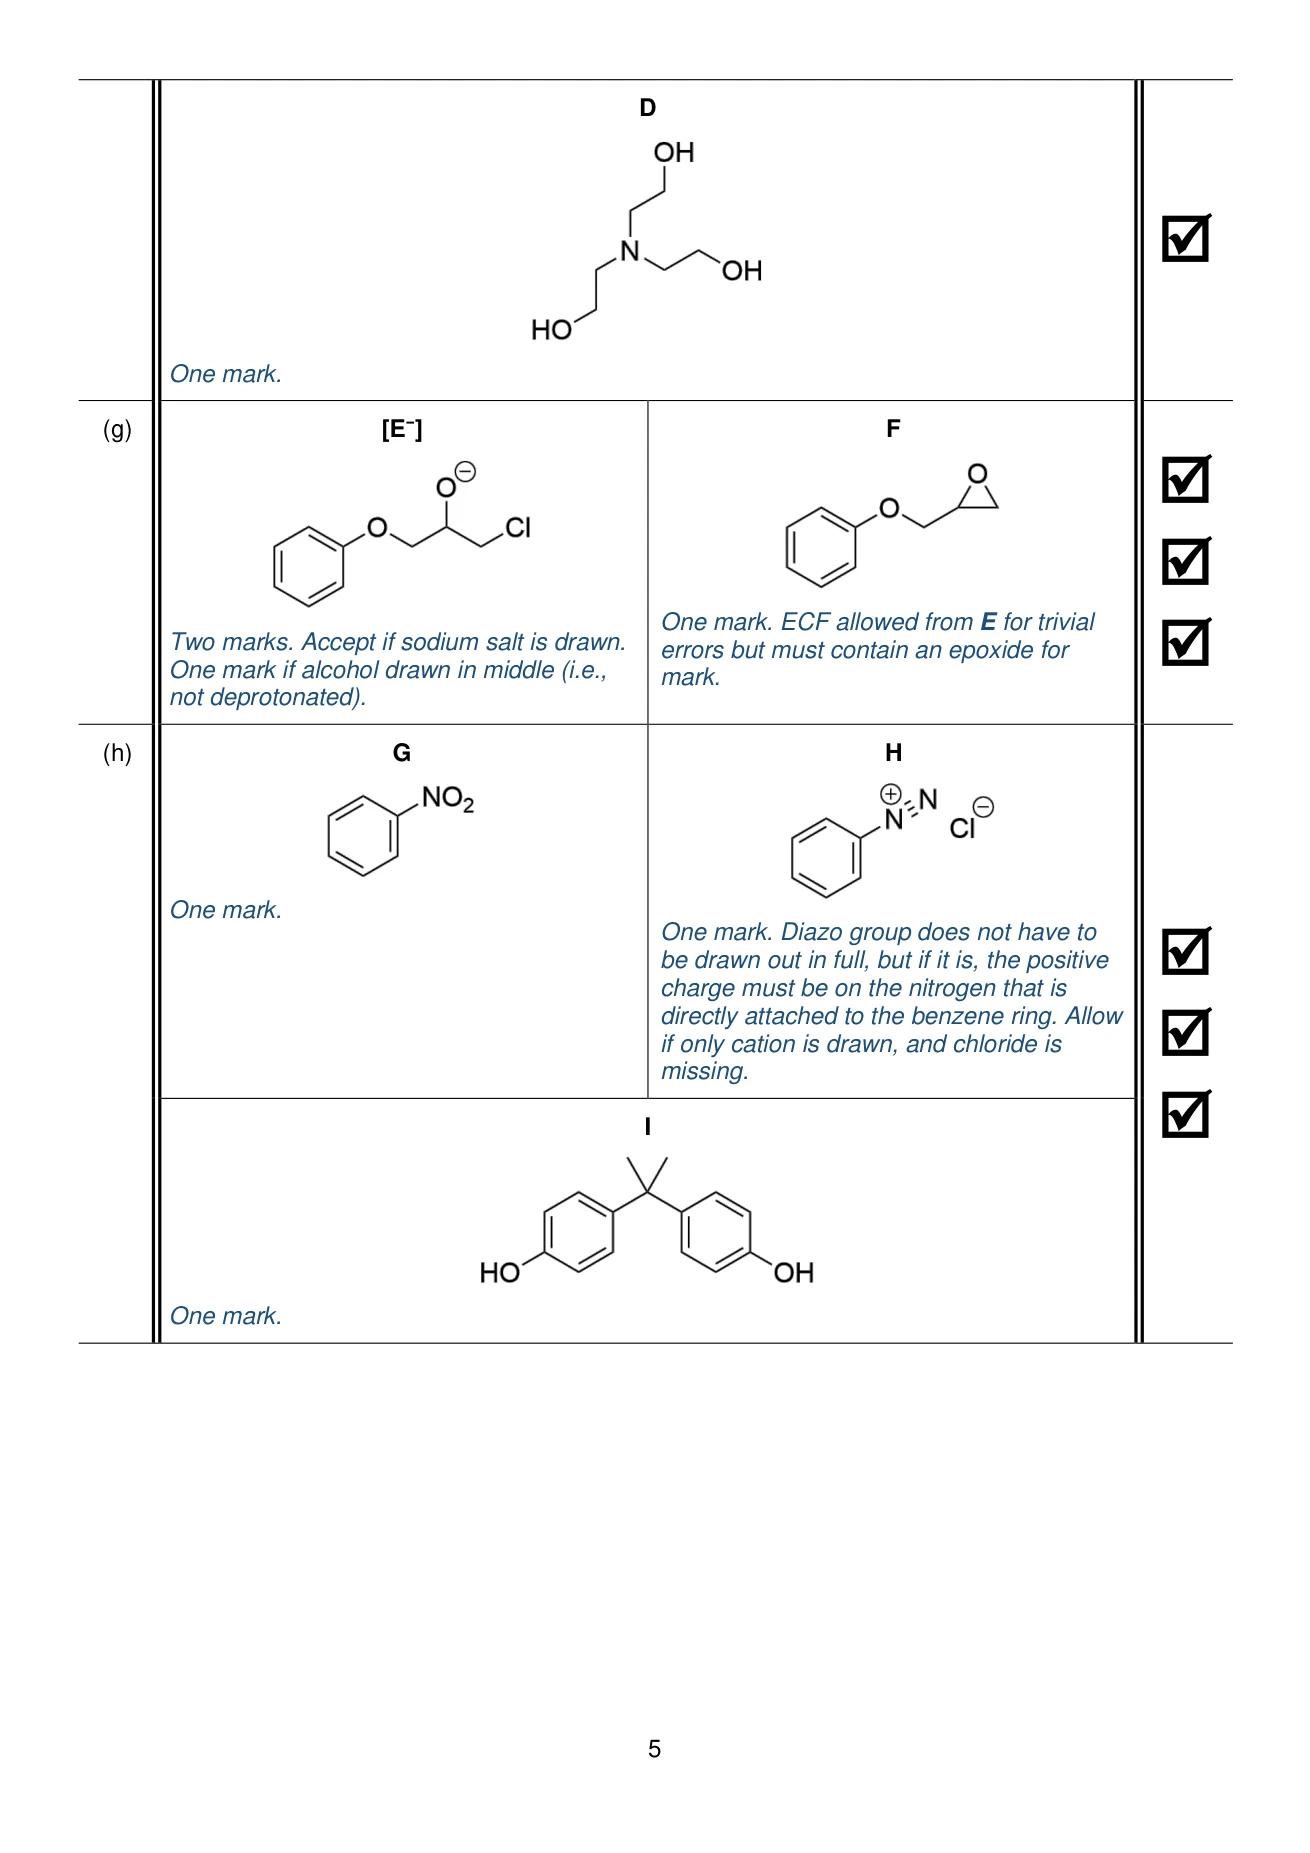 D
OH
N
OH
HO
One mark.
(g)
[E⁻]
O⊖
O
Cl
Two marks. Accept if sodium salt is drawn.
One mark if alcohol drawn in middle (i.e.,
not deprotonated).
F
O
O
One mark. ECF allowed from E for trivial
errors but must contain an epoxide for
mark.
(h)
G
NO₂
One mark.
H
⊕
N N
Cl⊖
One mark. Diazo group does not have to
be drawn out in full, but if it is, the positive
charge must be on the nitrogen that is
directly attached to the benzene ring. Allow
if only cation is drawn, and chloride is
missing.
I
HO
OH
One mark.
5